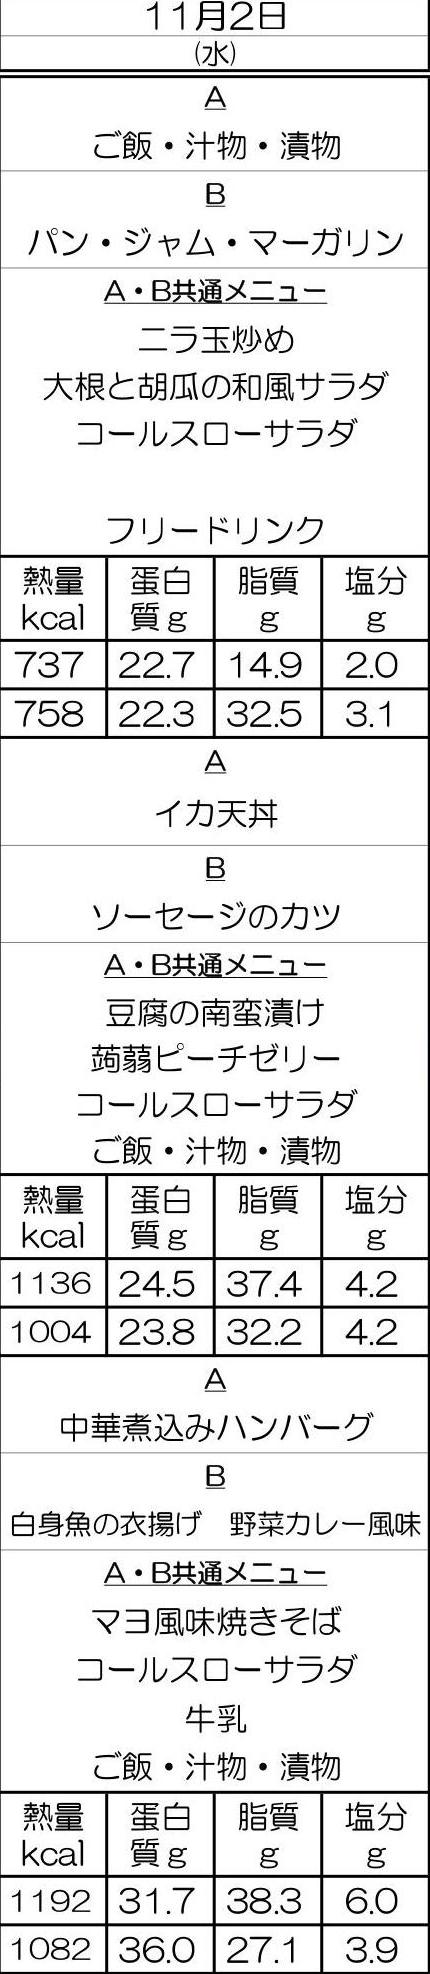 11月2日
(水)
A
ご飯・汁物・漬物
B
パン・ジャム・マーガリン
A・B共通メニュー
ニラ玉炒め
大根と胡瓜の和風サラダ
コールスローサラダ
フリードリンク
熱量 蛋白 脂質 塩分
kcal 質g g g
737 22.7 14.9 2.0
758 22.3 32.5 3.1
A
イカ天丼
B
ソーセージのカツ
A・B共通メニュー
豆腐の南蛮漬け
蒟蒻ピーチゼリー
コールスローサラダ
ご飯・汁物・漬物
熱量 蛋白 脂質 塩分
kcal 質g g g
1136 24.5 37.4 4.2
1004 23.8 32.2 4.2
A
中華煮込みハンバーグ
B
白身魚の衣揚げ 野菜カレー風味
A・B共通メニュー
マヨ風味焼きそば
コールスローサラダ
牛乳
ご飯・汁物・漬物
熱量 蛋白 脂質 塩分
kcal 質g g g
1192 31.7 38.3 6.0
1082 36.0 27.1 3.9